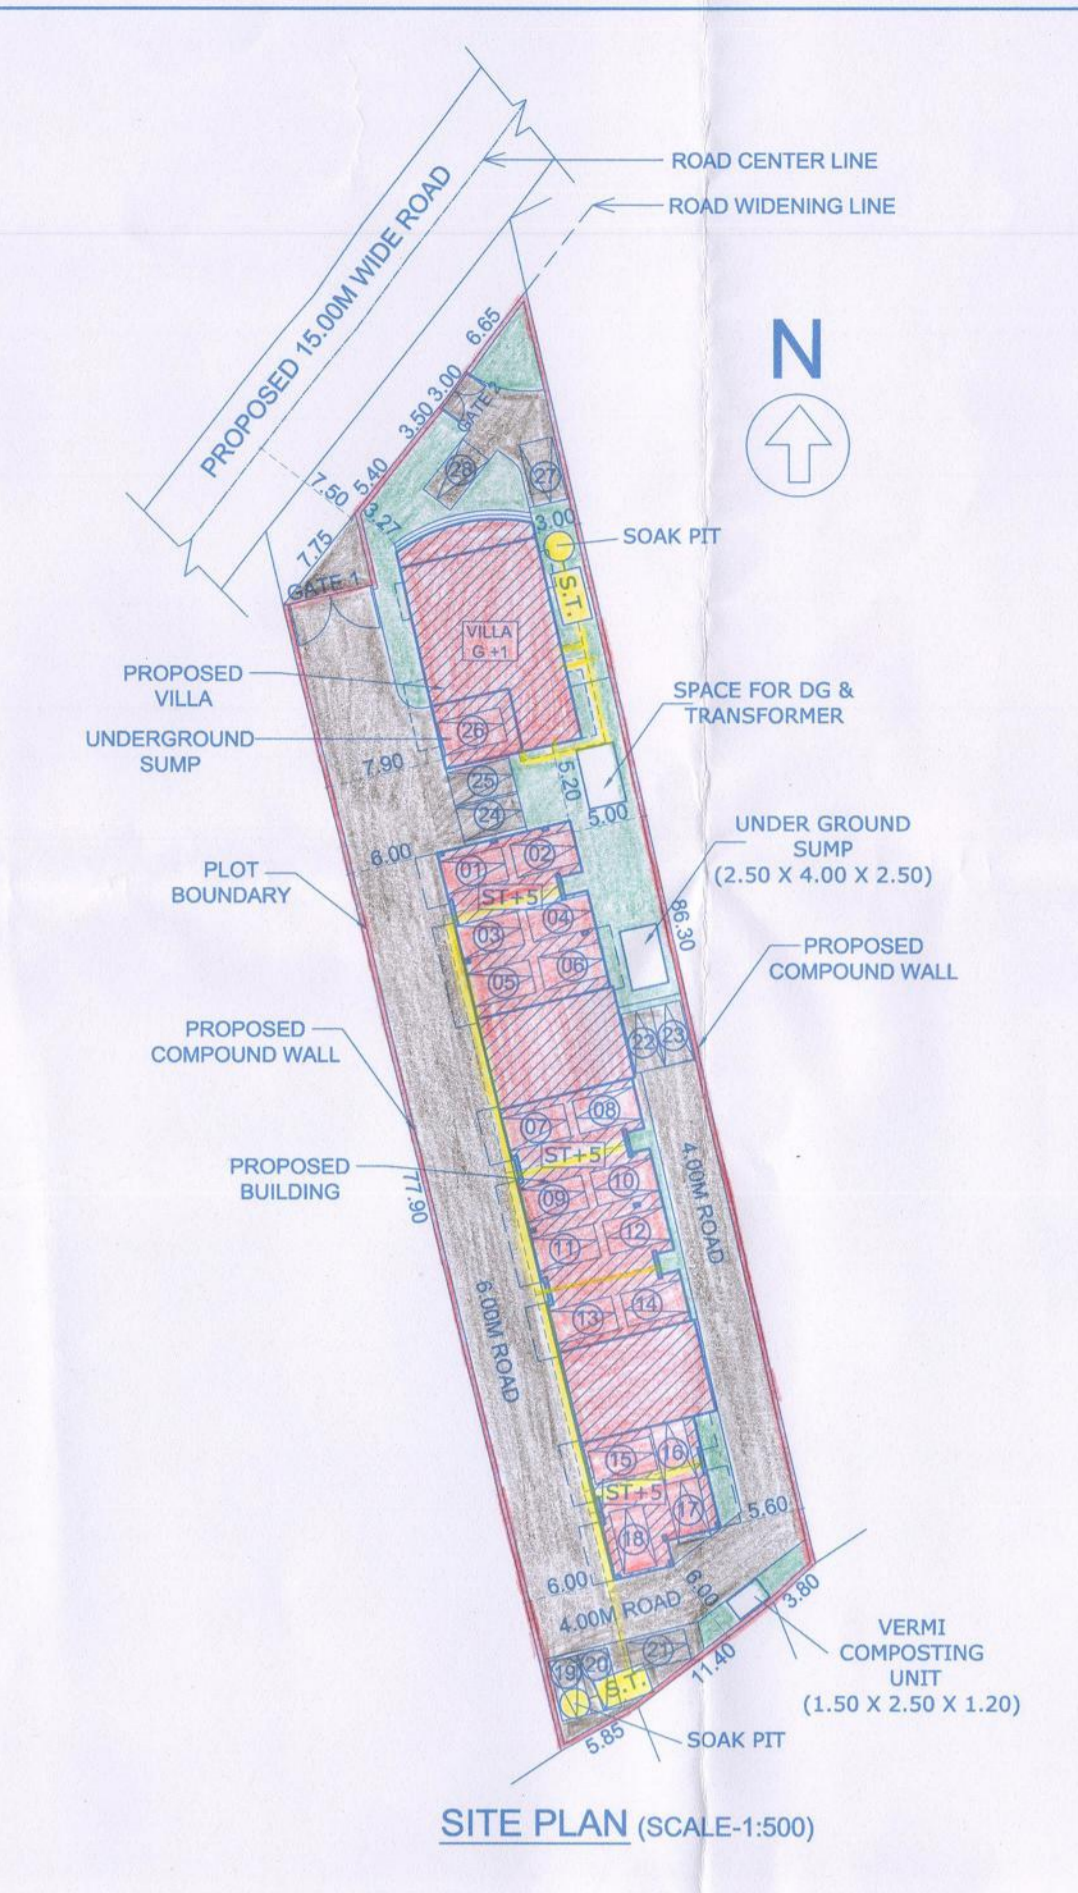 ROAD CENTER LINE
ROAD WIDENING LINE
PROPOSED 15.00M WIDE ROAD
N
6.65
3.00
3.50
GATE 2
5.40
7.50
3.27
7.75
GATE 1
28
27
3.00
SOAK PIT
S.T.
VILLA
G +1
PROPOSED
VILLA
SPACE FOR DG &
TRANSFORMER
UNDERGROUND
SUMP
26
7.90
25
5.20
24
5.00
UNDER GROUND
SUMP
(2.50 X 4.00 X 2.50)
6.00
PLOT
BOUNDARY
01
02
ST+5
03
04
05
06
86.30
PROPOSED
COMPOUND WALL
22
23
PROPOSED
COMPOUND WALL
07
08
ST+5
PROPOSED
BUILDING
09
10
11
12
77.90
4.00M ROAD
6.00M ROAD
13
14
15
16
ST+5
17
18
5.60
6.00
6.00
4.00M ROAD
3.80
19
20
21
S.T.
11.40
5.85
VERMI
COMPOSTING
UNIT
(1.50 X 2.50 X 1.20)
SOAK PIT
SITE PLAN (SCALE-1:500)